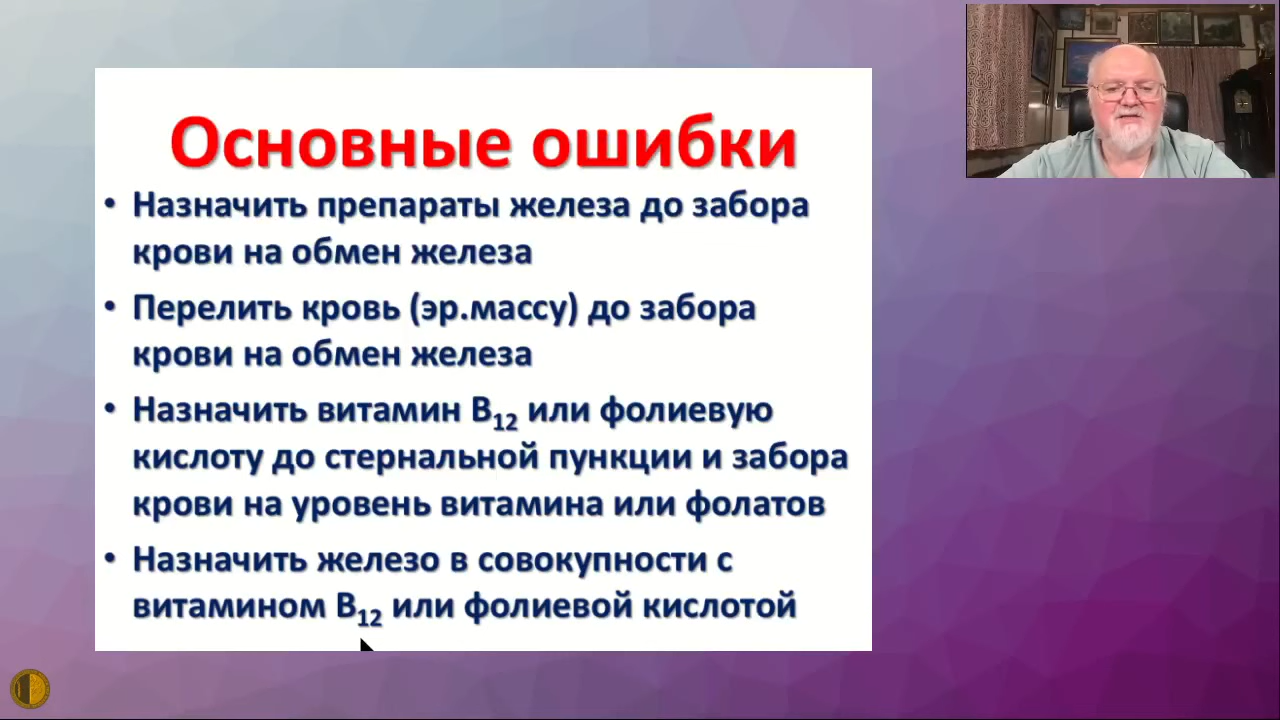 Основные ошибки
• Назначить препараты железа до забора
крови на обмен железа
• Перелить кровь (эр.массу) до забора
крови на обмен железа
• Назначить витамин B₁₂ или фолиевую
кислоту до стернальной пункции и забора
крови на уровень витамина или фолатов
• Назначить железо в совокупности с
витамином B₁₂ или фолиевой кислотой